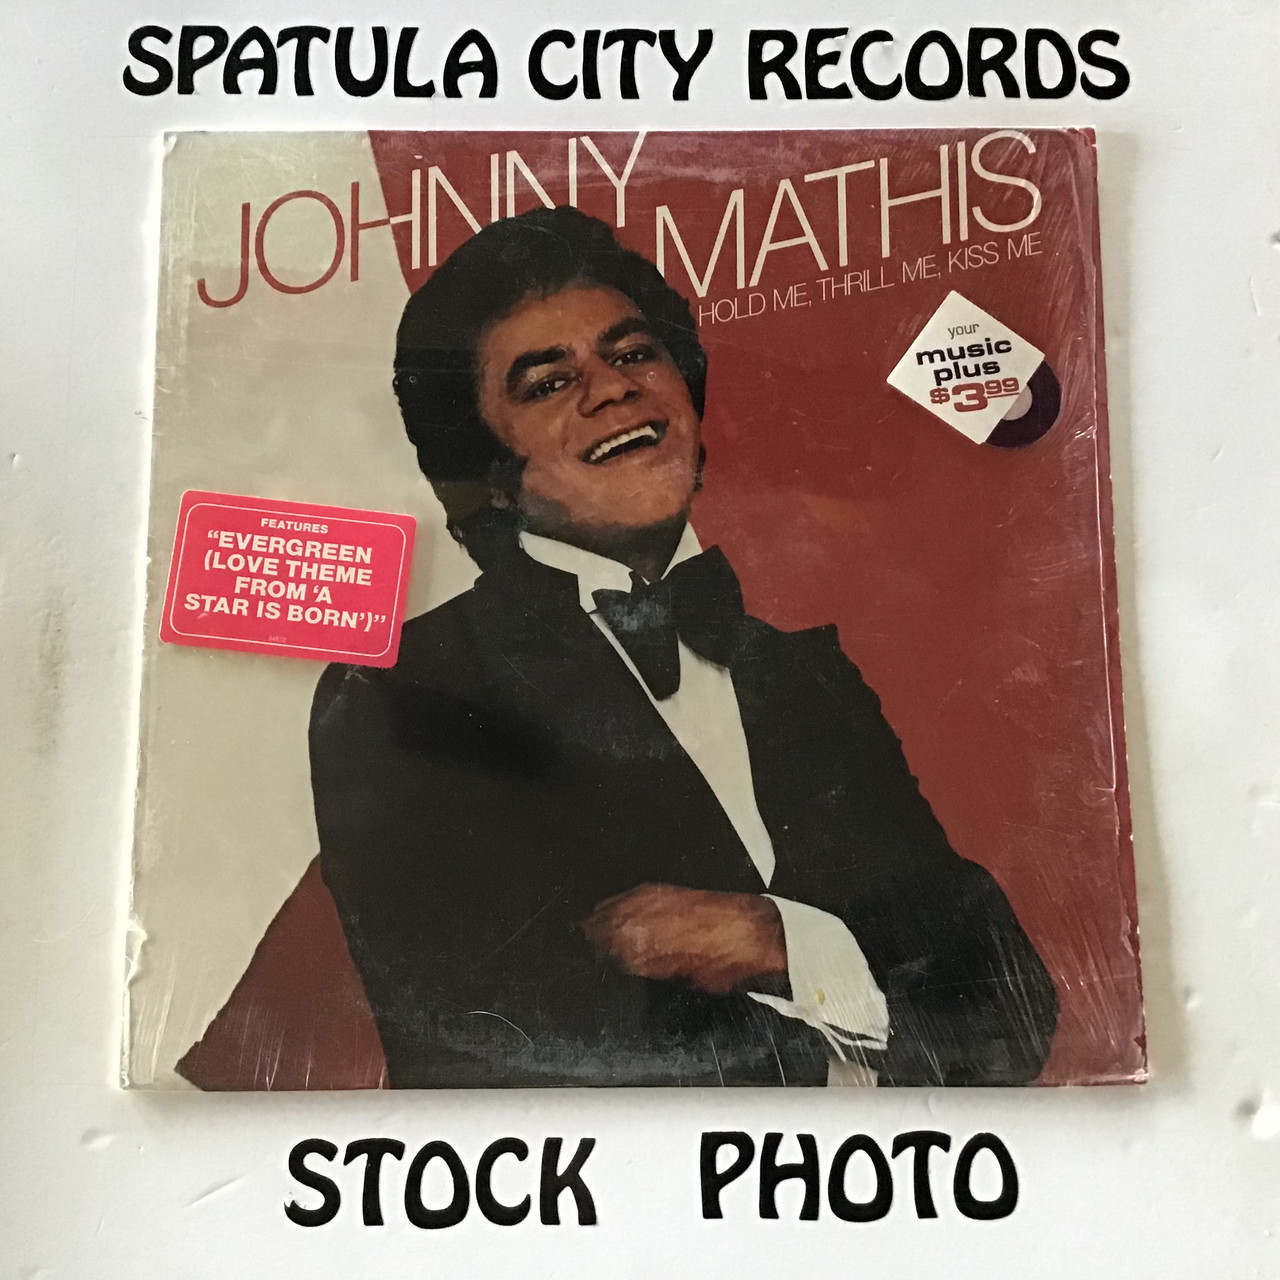 SPATULA CITY RECORDS
JOHNNY MATHIS
HOLD ME, THRILL ME, KISS ME
your
music
plus
$3.99
FEATURES
“EVERGREEN
(LOVE THEME
FROM ‘A
STAR IS BORN’)”
STOCK PHOTO